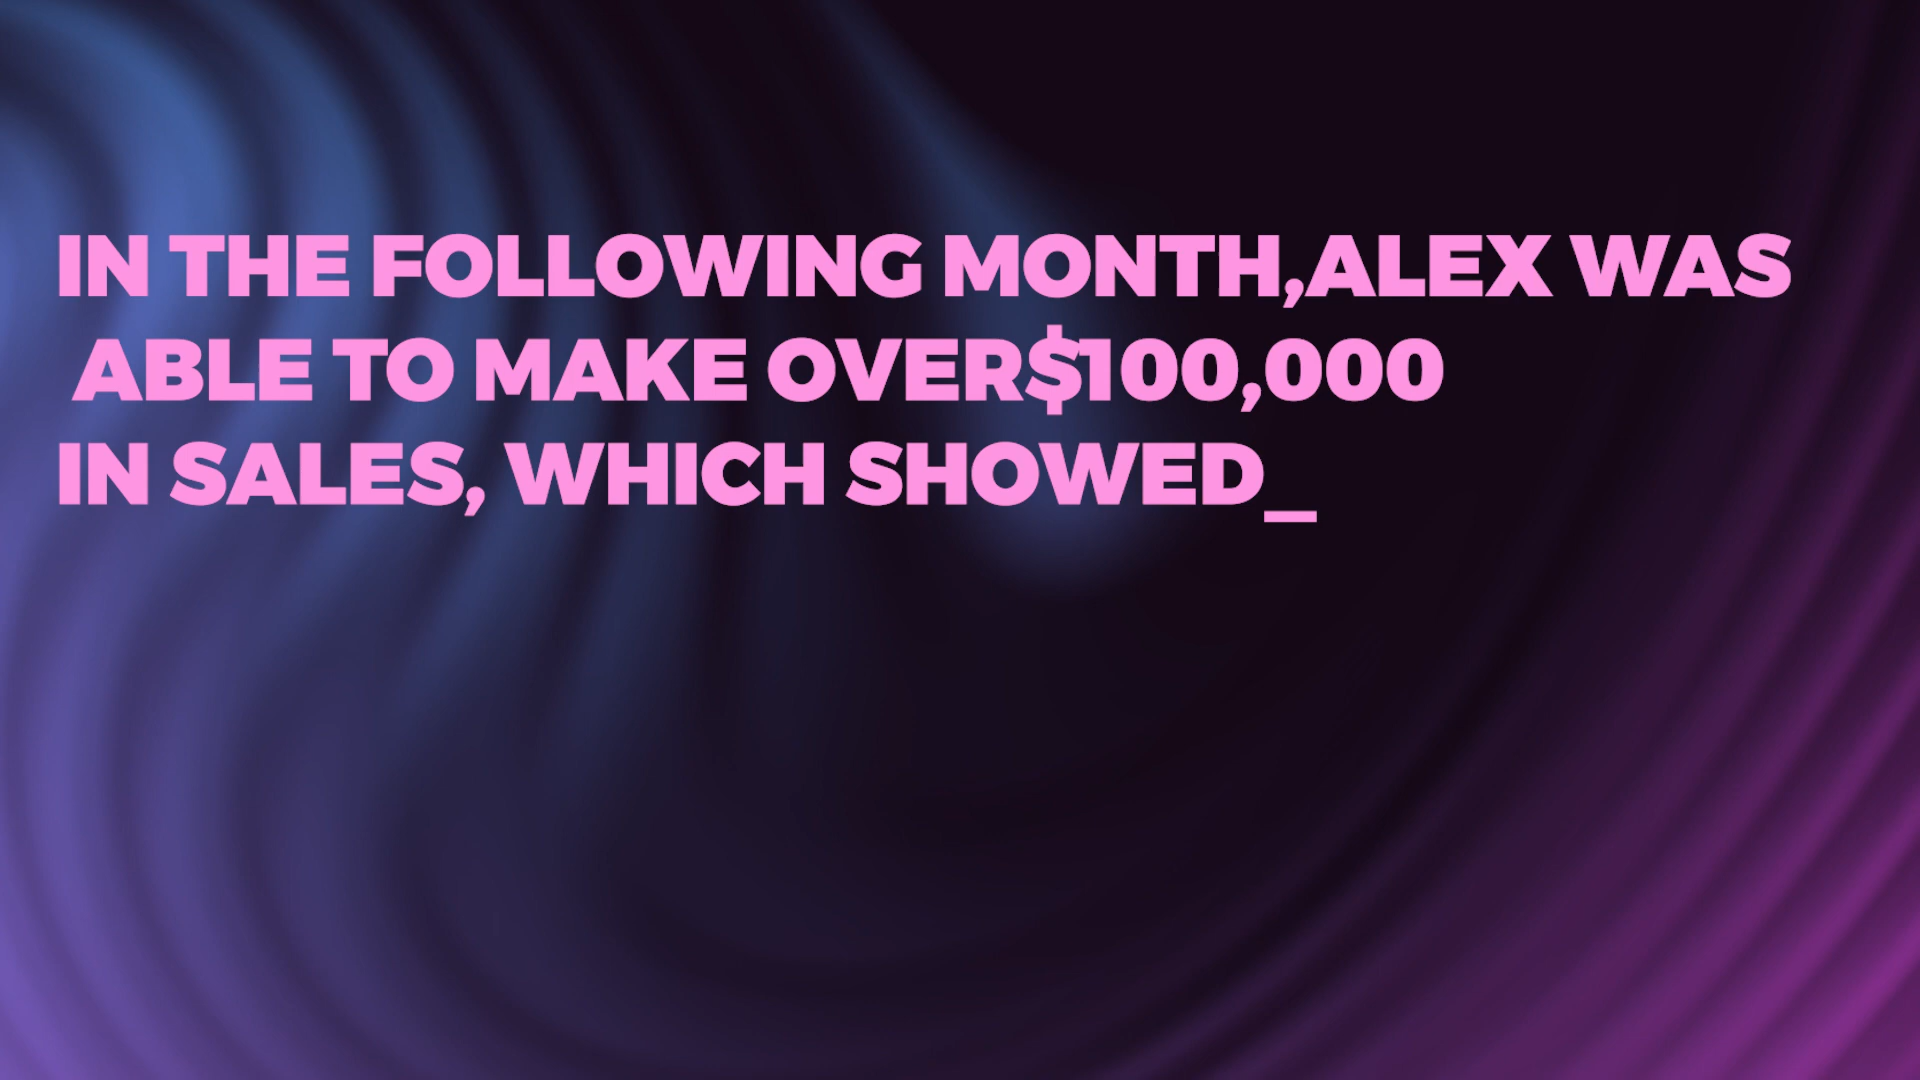 IN THE FOLLOWING MONTH,ALEX WAS
ABLE TO MAKE OVER$100,000
IN SALES, WHICH SHOWED_